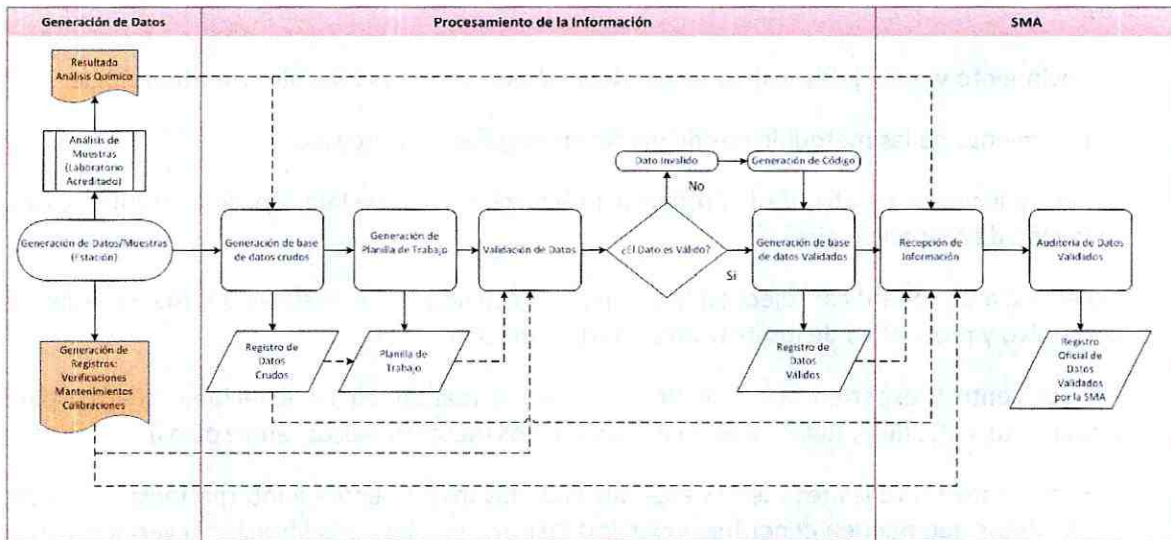 Generación de Datos
Procesamiento de la Información
SMA
Resultado
Análisis Químico
Análisis de
Muestras
(Laboratorio
Acreditado)
Dato Invalido
Generación de Código
No
Generación de Datos/Muestras
(Estación)
Generación de base
de datos crudos
Generación de
Planilla de Trabajo
Validación de Datos
¿El Dato es Válido?
Si
Generación de base
de datos Validados
Recepción de
Información
Auditoria de Datos
Validados
Generación de
Registros:
Verificaciones
Mantenimientos
Calibraciones
Registro de
Datos
Crudos
Planilla de
Trabajo
Registro de
Datos
Válidos
Registro
Oficial de
Datos
Validados
por la SMA